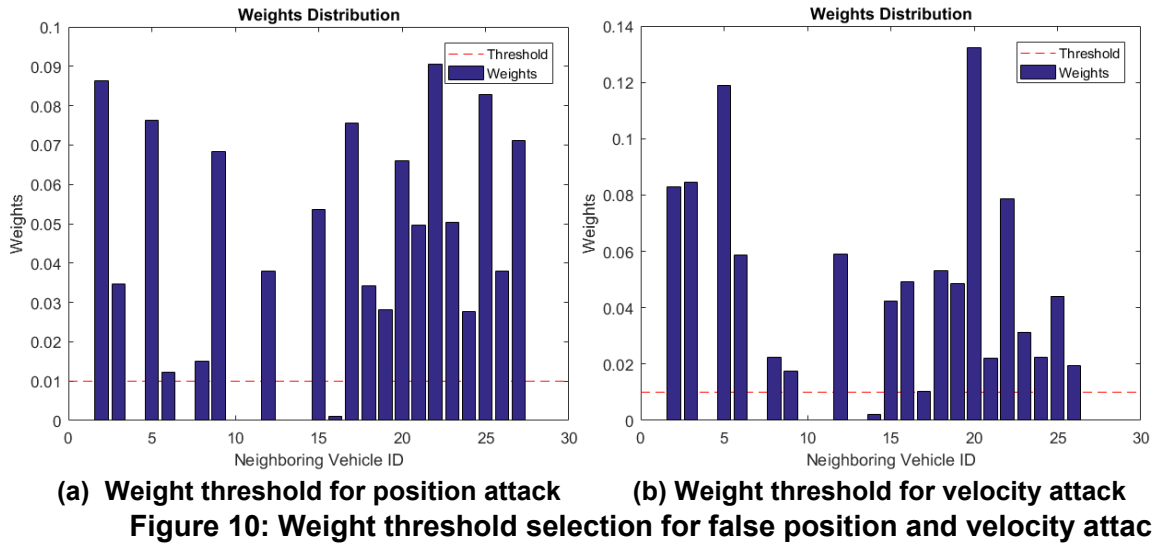 Weights Distribution
0.1
0.09
0.08
0.07
0.06
0.05
0.04
0.03
0.02
0.01
0
Weights
Threshold
Weights
0 5 10 15 20 25 30
Neighboring Vehicle ID
(a) Weight threshold for position attack
Weights Distribution
0.14
0.12
0.1
0.08
0.06
0.04
0.02
0
Weights
Threshold
Weights
0 5 10 15 20 25 30
Neighboring Vehicle ID
(b) Weight threshold for velocity attack
Figure 10: Weight threshold selection for false position and velocity attac